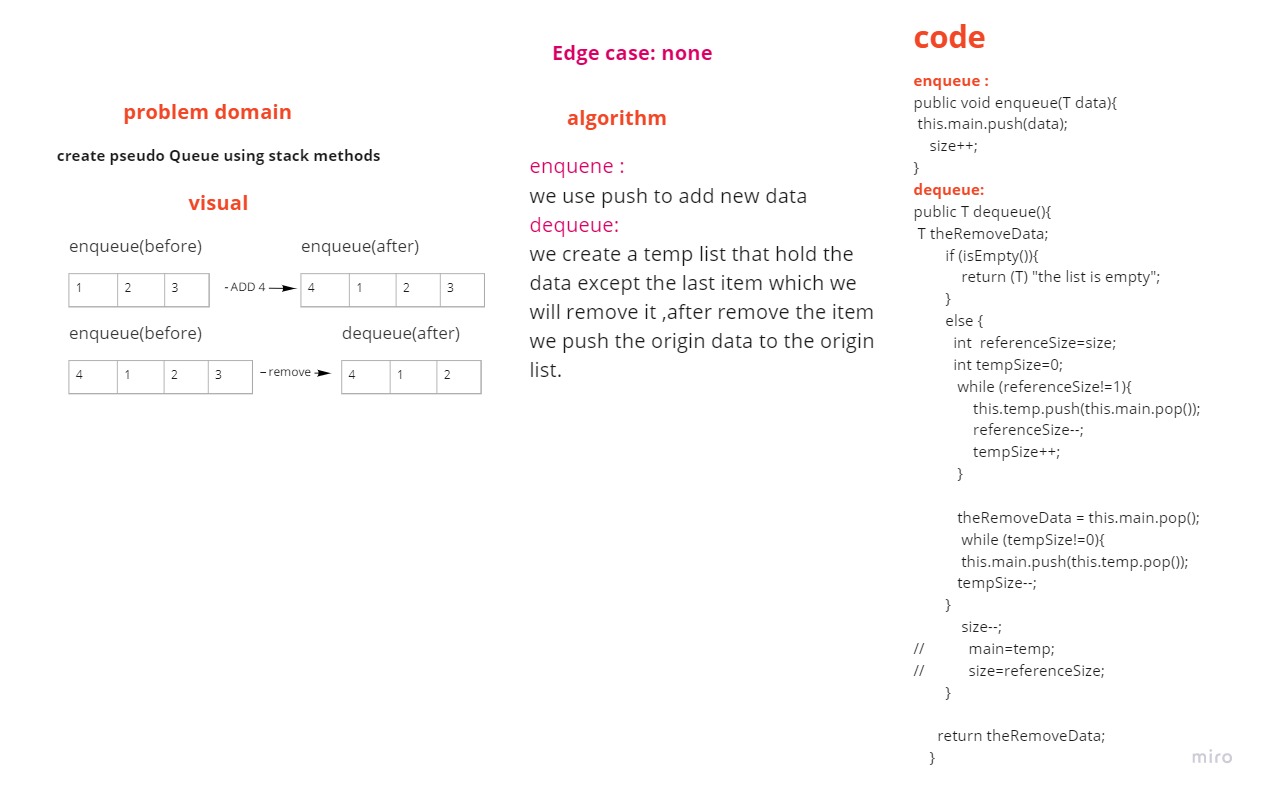 problem domain
create pseudo Queue using stack methods
visual
enqueue(before)
enqueue(after)
1 2 3
-ADD 4
4 1 2 3
enqueue(before)
dequeue(after)
4 1 2 3
-remove
4 1 2
Edge case: none
algorithm
enquene :
we use push to add new data
dequeue:
we create a temp list that hold the
data except the last item which we
will remove it ,after remove the item
we push the origin data to the origin
list.
code
enqueue :
public void enqueue(T data){
this.main.push(data);
size++;
}
dequeue:
public T dequeue(){
T theRemoveData;
if (isEmpty()){
return (T) "the list is empty";
}
else {
int referenceSize=size;
int tempSize=0;
while (referenceSize!=1){
this.temp.push(this.main.pop());
referenceSize--;
tempSize++;
}
theRemoveData = this.main.pop();
while (tempSize!=0){
this.main.push(this.temp.pop());
tempSize--;
}
size--;
// main=temp;
// size=referenceSize;
}
return theRemoveData;
}
miro